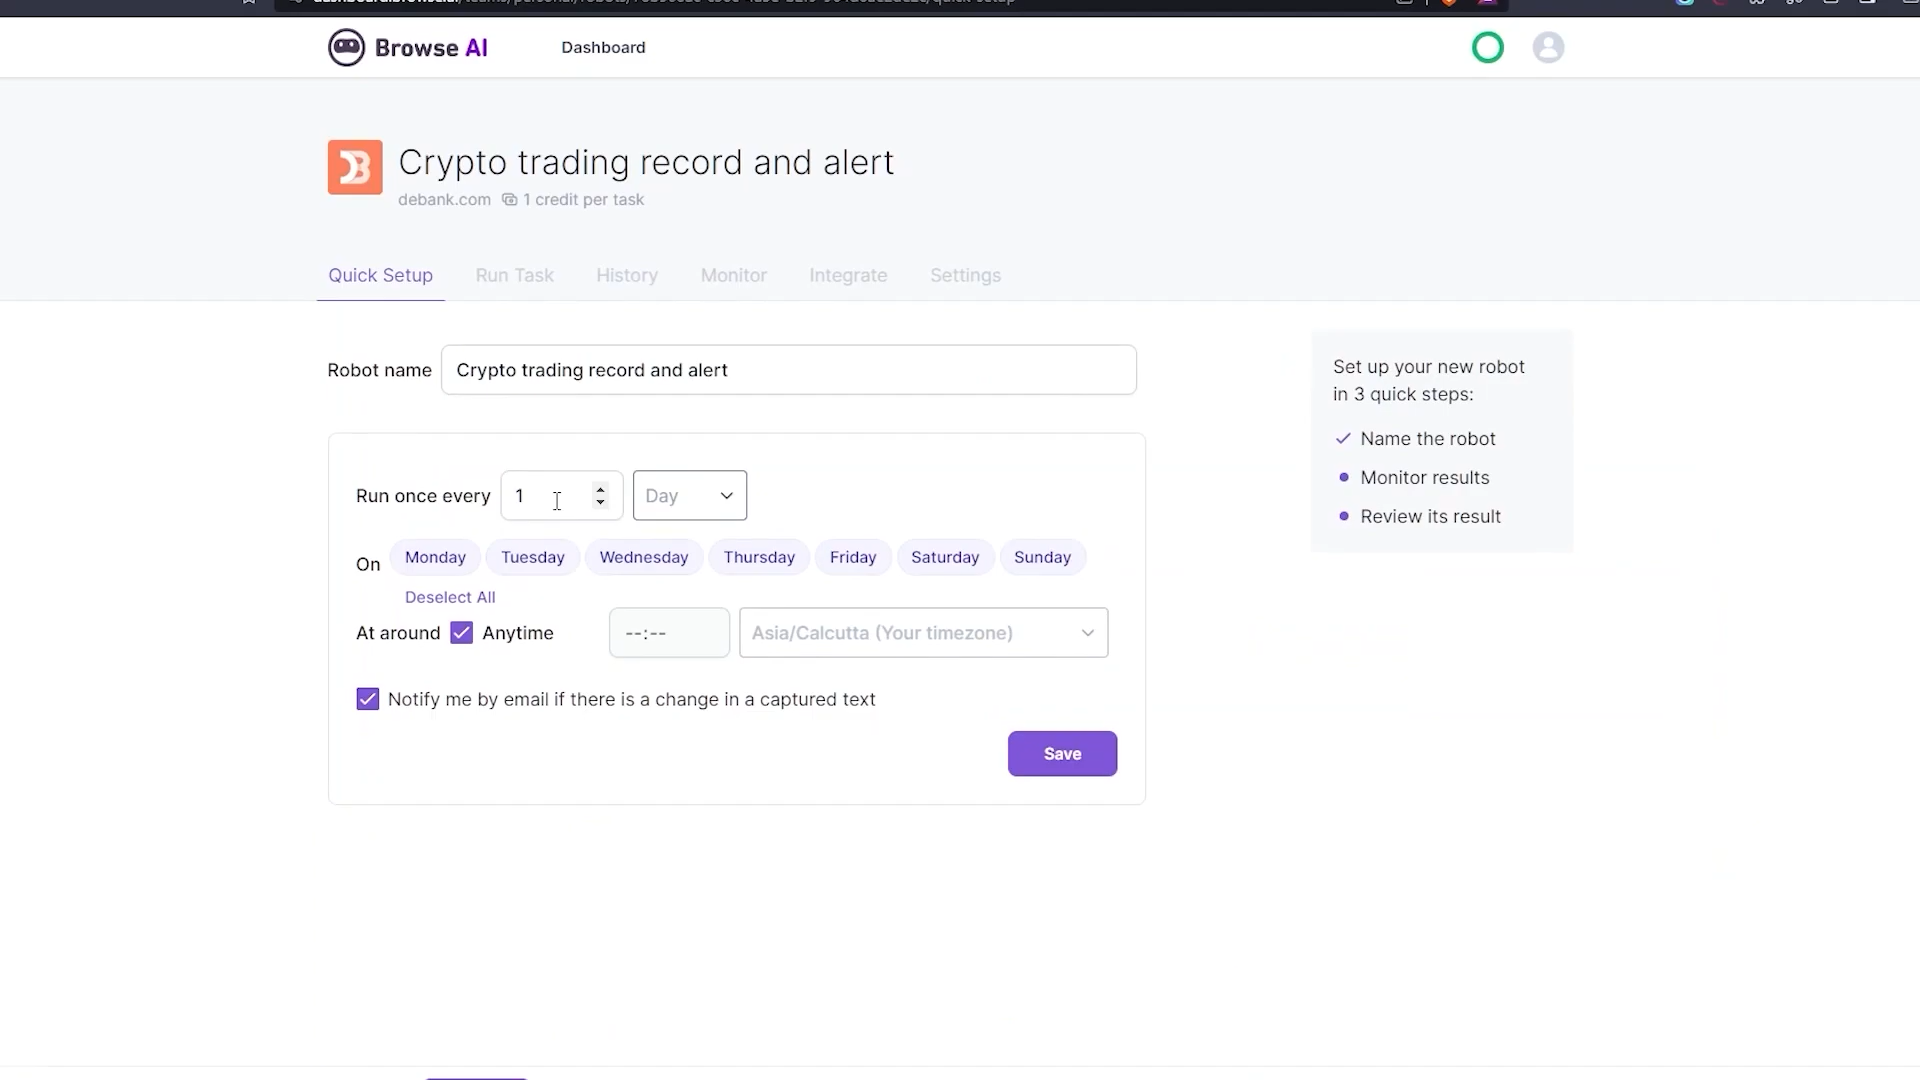 Browse AI Dashboard
Crypto trading record and alert
debank.com 1 credit per task
Quick Setup Run Task History Monitor Integrate Settings
Robot name Crypto trading record and alert
Set up your new robot
in 3 quick steps:
Name the robot
Monitor results
Review its result
Run once every 1 Day
On Monday Tuesday Wednesday Thursday Friday Saturday Sunday
Deselect All
At around Anytime --:-- Asia/Calcutta (Your timezone)
Notify me by email if there is a change in a captured text
Save